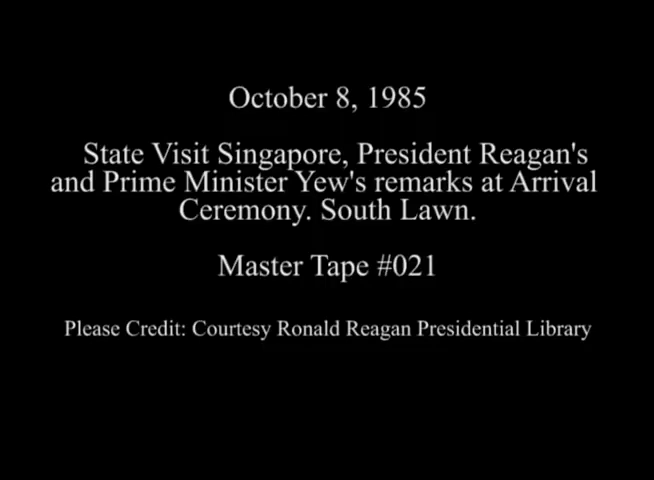 October 8, 1985
State Visit Singapore, President Reagan's
and Prime Minister Yew's remarks at Arrival
Ceremony. South Lawn.
Master Tape #021
Please Credit: Courtesy Ronald Reagan Presidential Library